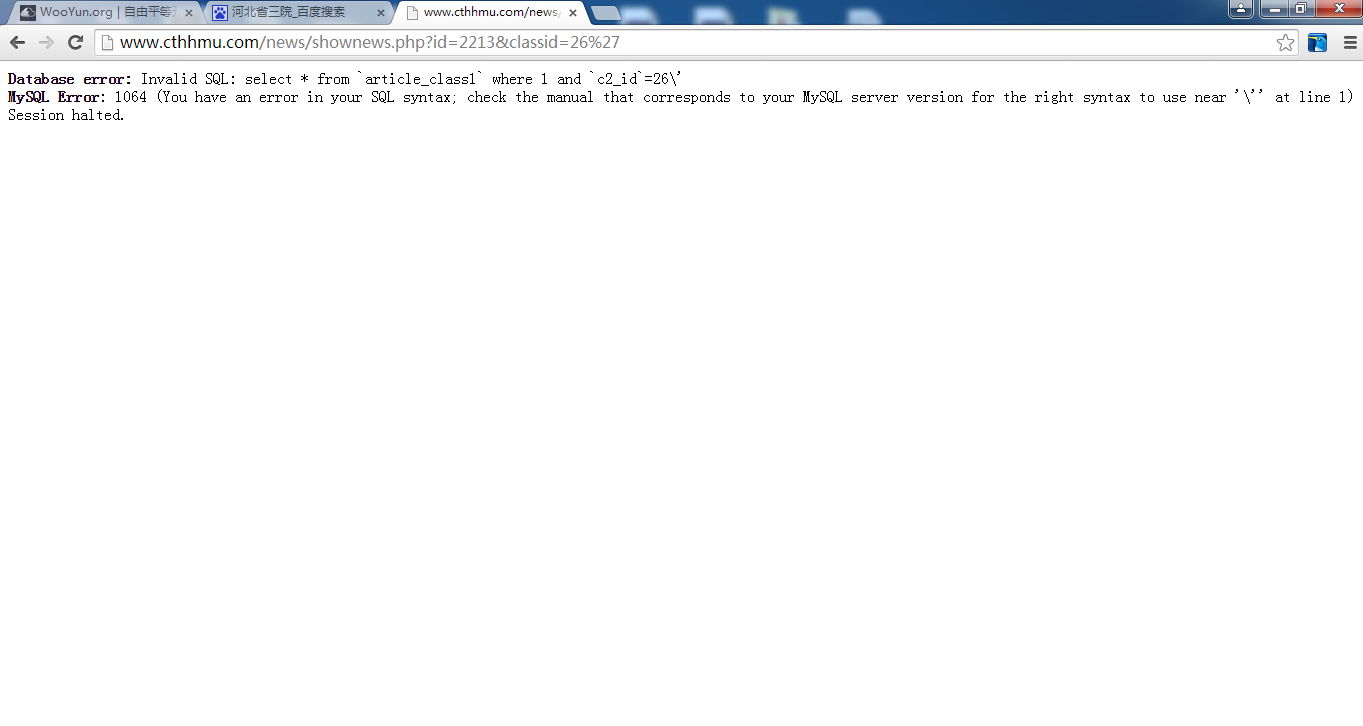 WooYun.org | 自由平等
河北省三院_百度搜索
www.cthhmu.com/news/
www.cthhmu.com/news/shownews.php?id=2213&classid=26%27
Database error: Invalid SQL: select * from `article_class1` where 1 and `c2_id`=26\'
MySQL Error: 1064 (You have an error in your SQL syntax; check the manual that corresponds to your MySQL server version for the right syntax to use near '\'' at line 1)
Session halted.